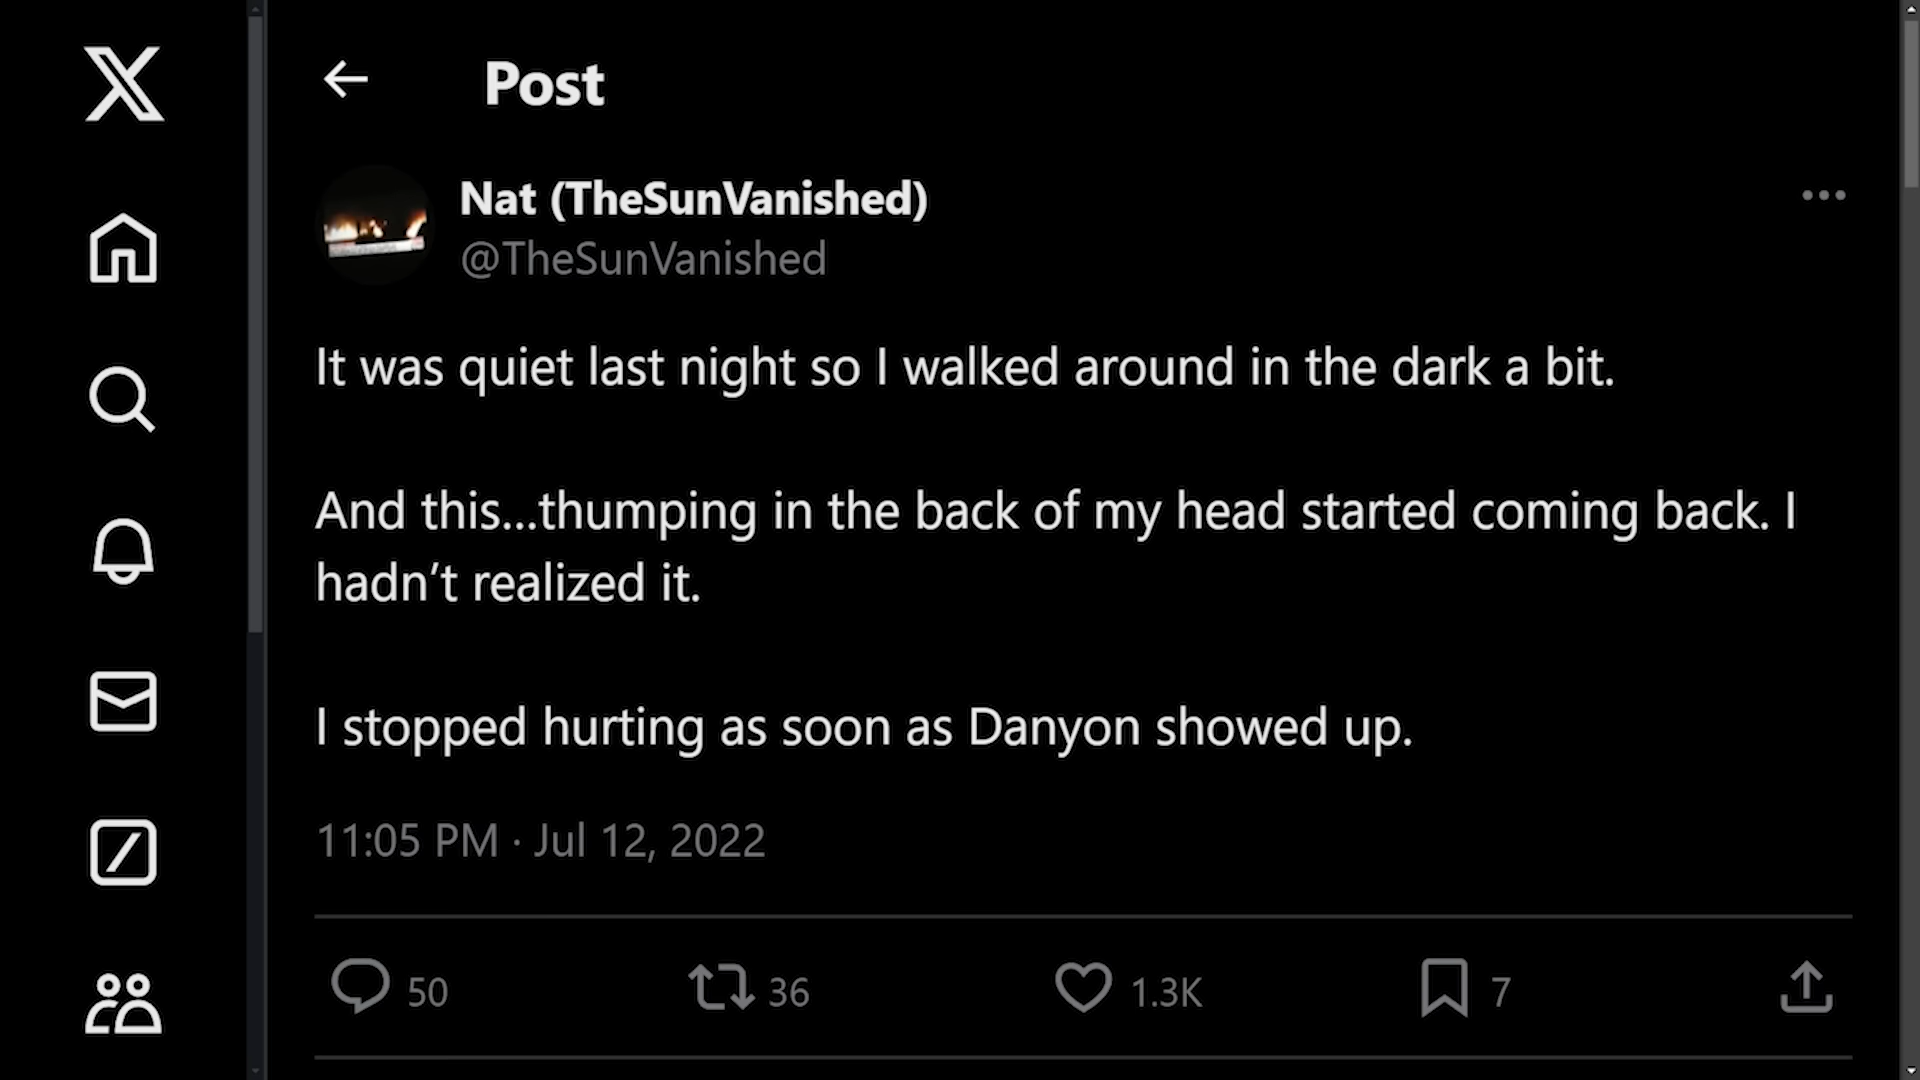 Post
Nat (TheSunVanished)
@TheSunVanished
It was quiet last night so I walked around in the dark a bit.
And this...thumping in the back of my head started coming back. I
hadn’t realized it.
I stopped hurting as soon as Danyon showed up.
11:05 PM · Jul 12, 2022
50 36 1.3K 7